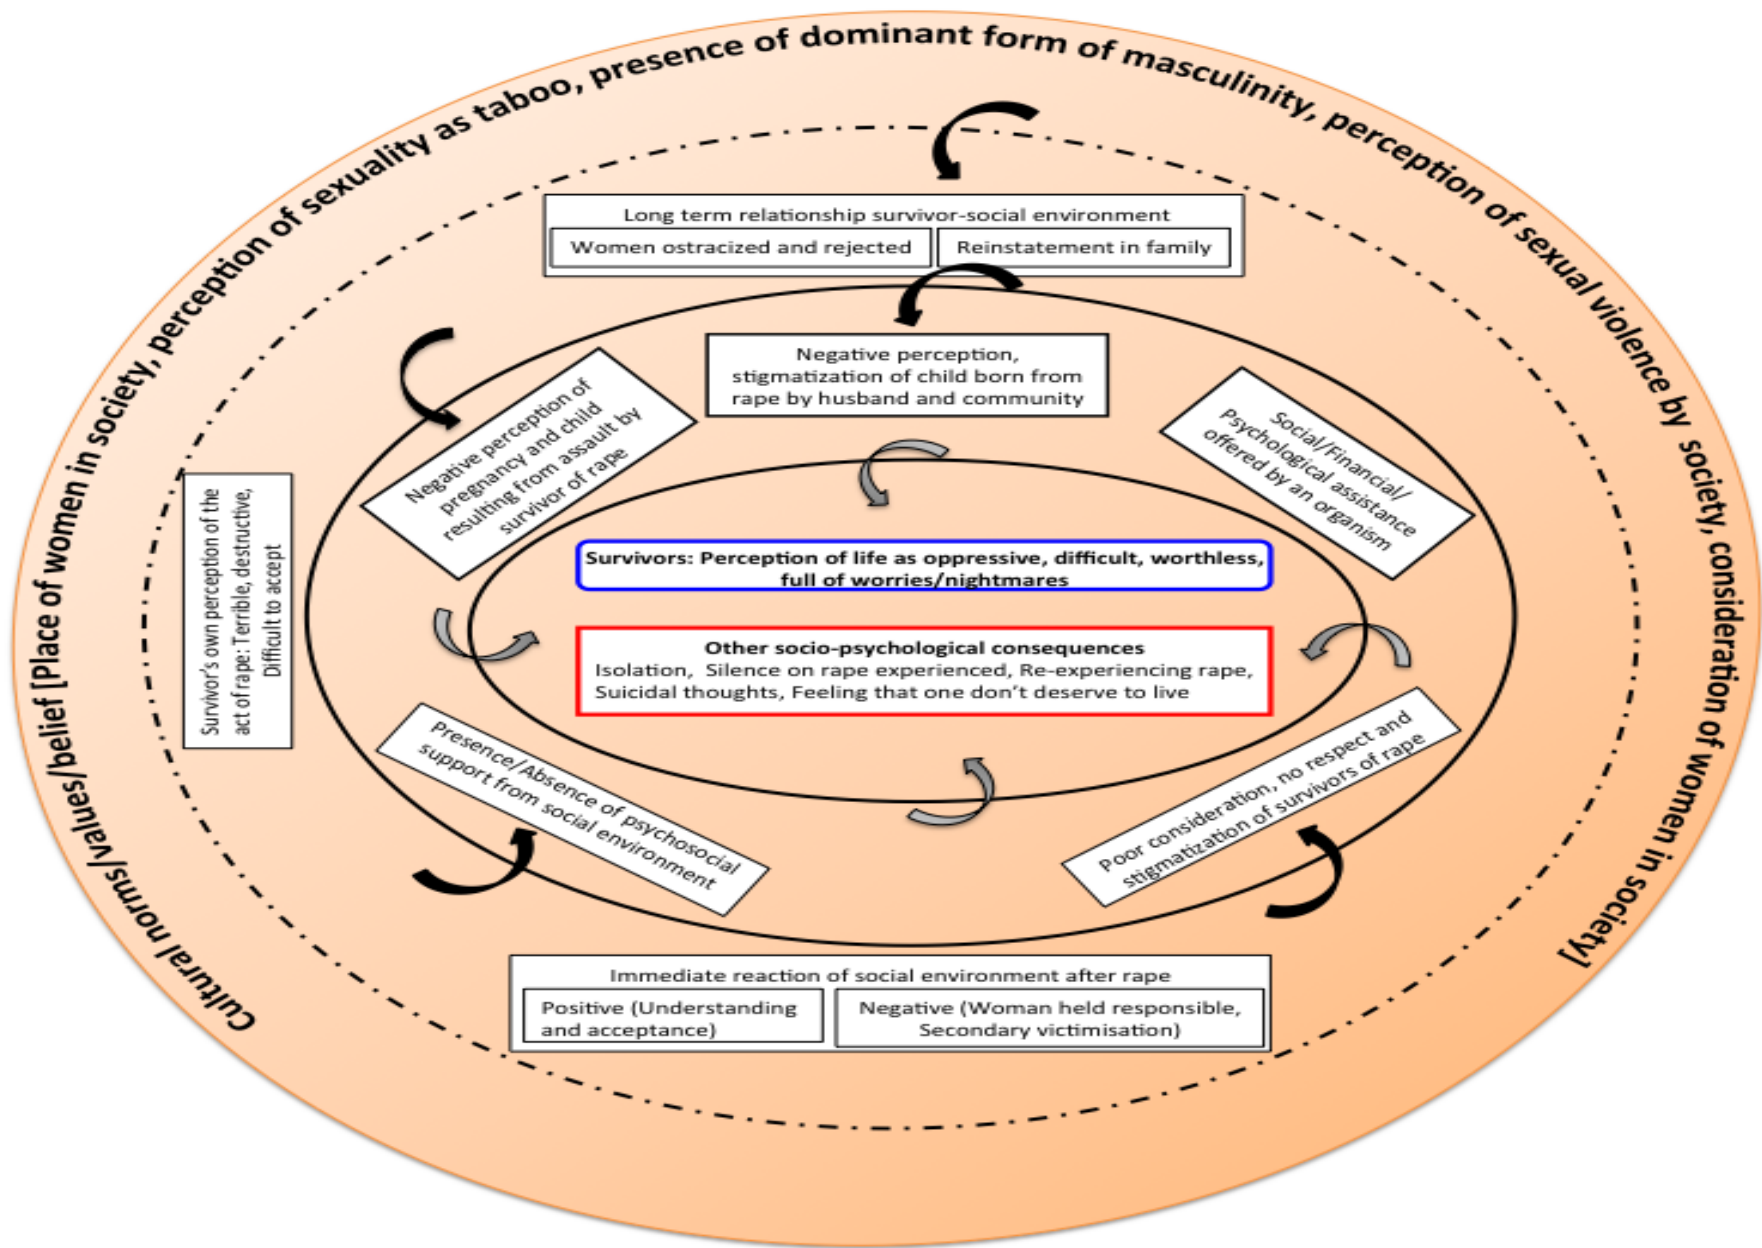 Cultural norms/values/belief [Place of women in society, perception of sexuality as taboo, presence of dominant form of masculinity, perception of sexual violence by society, consideration of women in society]
Long term relationship survivor-social environment
Women ostracized and rejected
Reinstatement in family
Negative perception,
stigmatization of child born from
rape by husband and community
Negative perception of
pregnancy and child
resulting from assault by
survivor of rape
Social/Financial/
Psychological assistance
offered by an organism
Survivor's own perception of the
act of rape: Terrible, destructive,
Difficult to accept
Survivors: Perception of life as oppressive, difficult, worthless,
full of worries/nightmares
Other socio-psychological consequences
Isolation, Silence on rape experienced, Re-experiencing rape,
Suicidal thoughts, Feeling that one don't deserve to live
Presence/Absence of psychosocial
support from social environment
Poor consideration, no respect and
stigmatization of survivors of rape
Immediate reaction of social environment after rape
Positive (Understanding
and acceptance)
Negative (Woman held responsible,
Secondary victimisation)